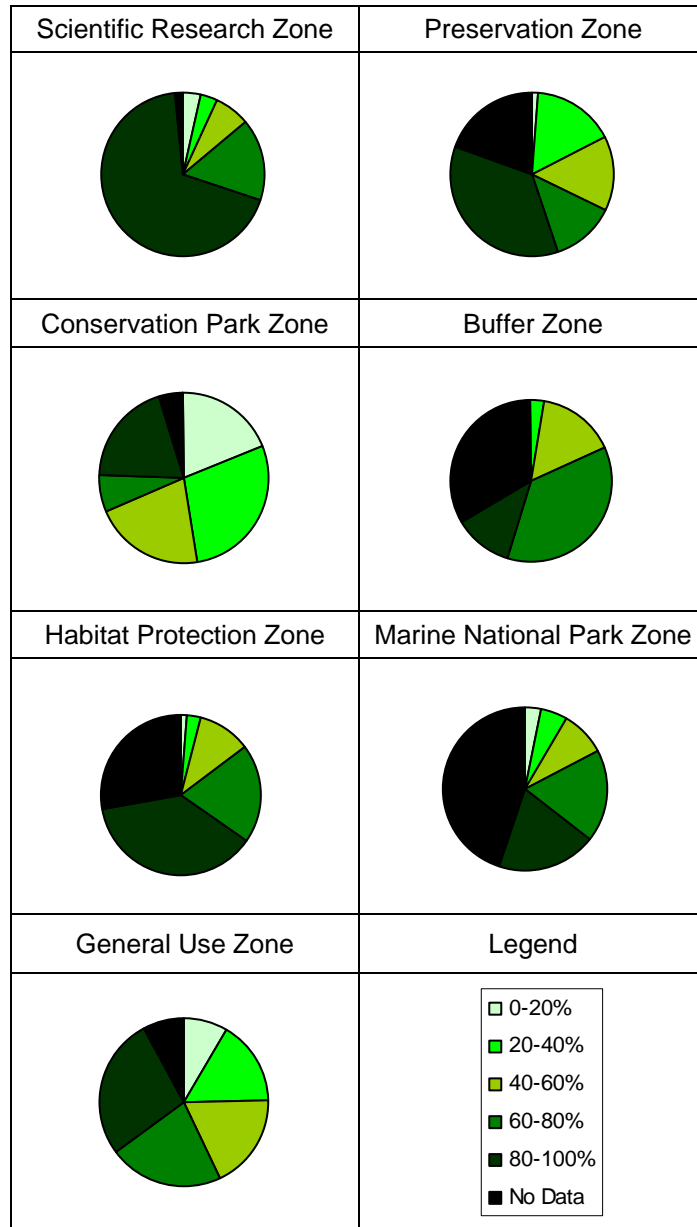 Scientific Research Zone
Preservation Zone
Conservation Park Zone
Buffer Zone
Habitat Protection Zone
Marine National Park Zone
General Use Zone
Legend
0-20%
20-40%
40-60%
60-80%
80-100%
No Data